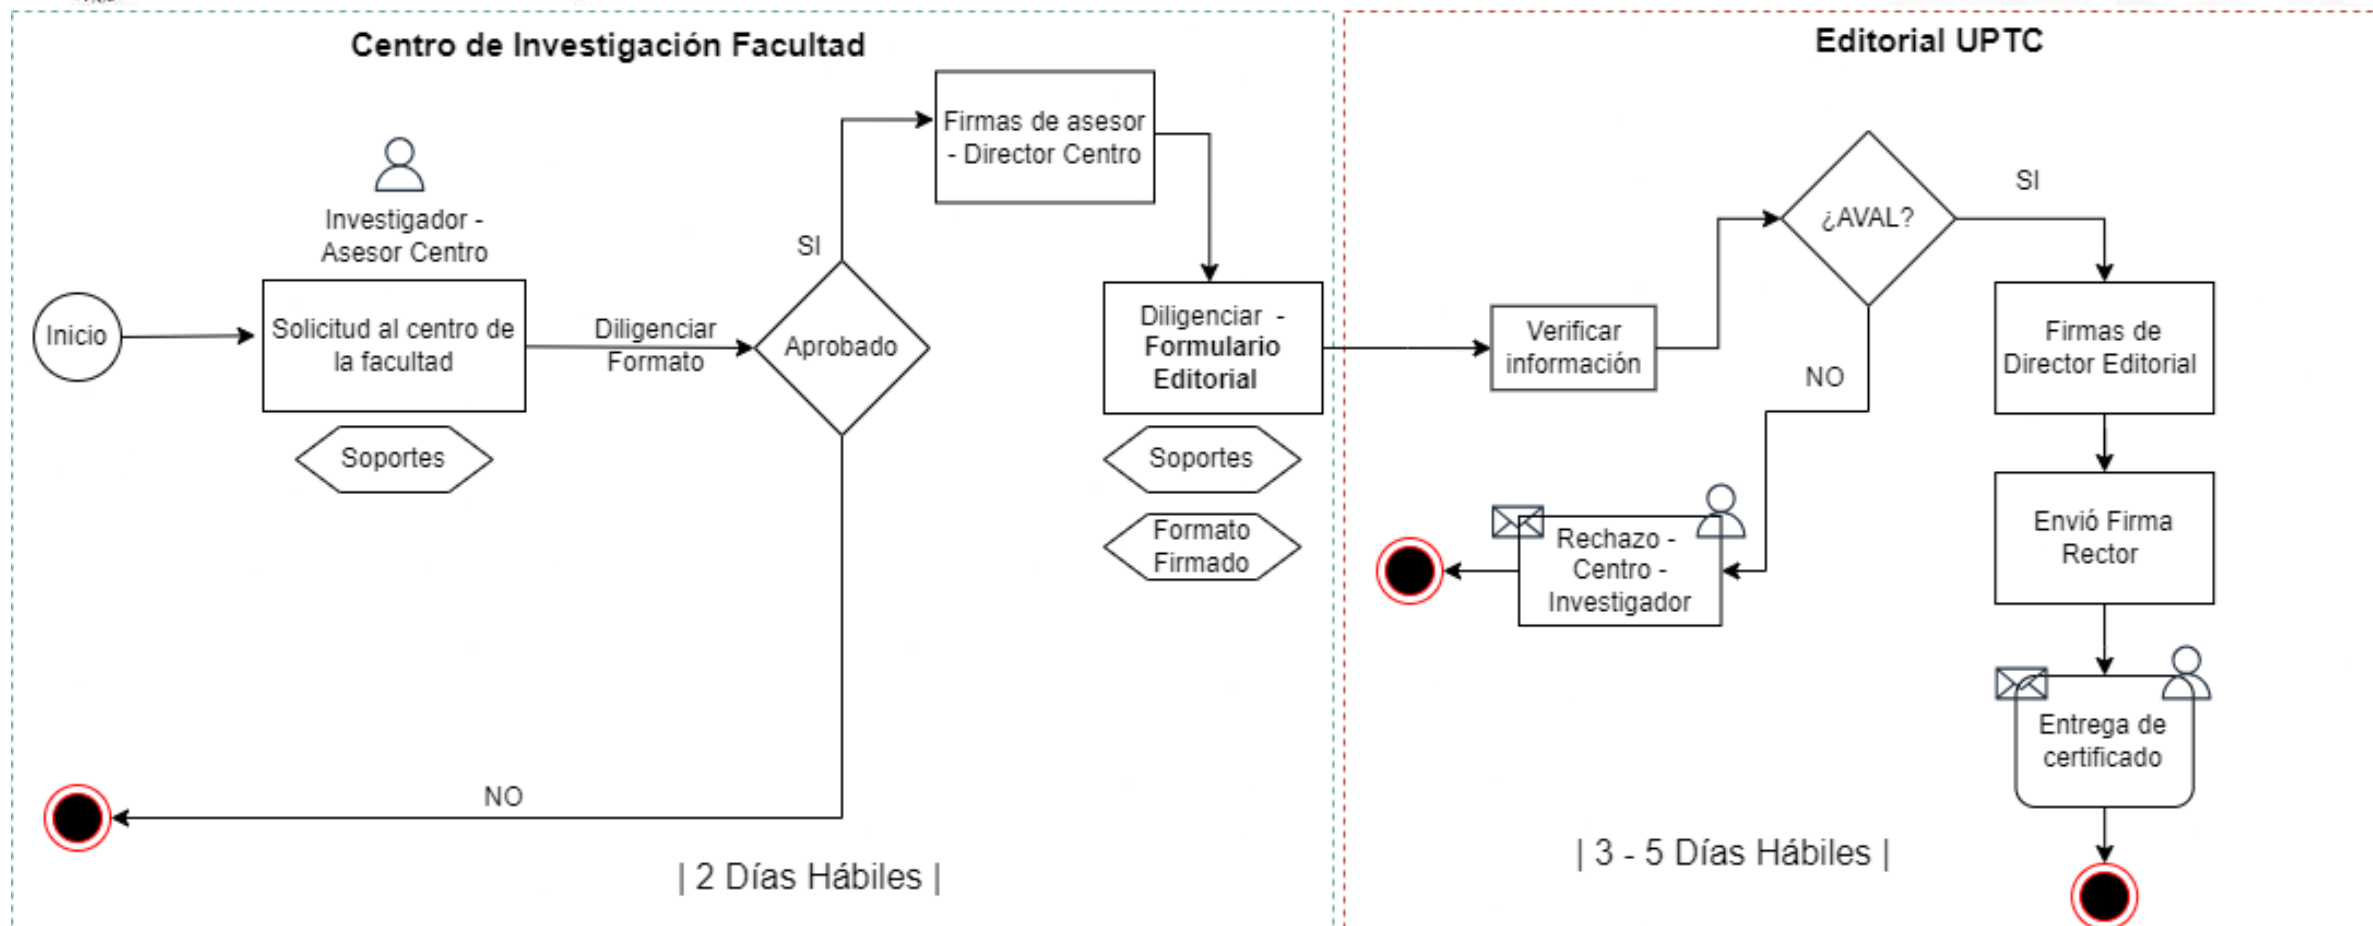 Centro de Investigación Facultad
Investigador -
Asesor Centro
Inicio
Solicitud al centro de
la facultad
Soportes
Diligenciar
Formato
Aprobado
SI
NO
Firmas de asesor
- Director Centro
Diligenciar -
Formulario
Editorial
Soportes
Formato
Firmado
| 2 Días Hábiles |
Editorial UPTC
Verificar
información
¿AVAL?
SI
NO
Rechazo -
Centro -
Investigador
Firmas de
Director Editorial
Envió Firma
Rector
Entrega de
certificado
| 3 - 5 Días Hábiles |